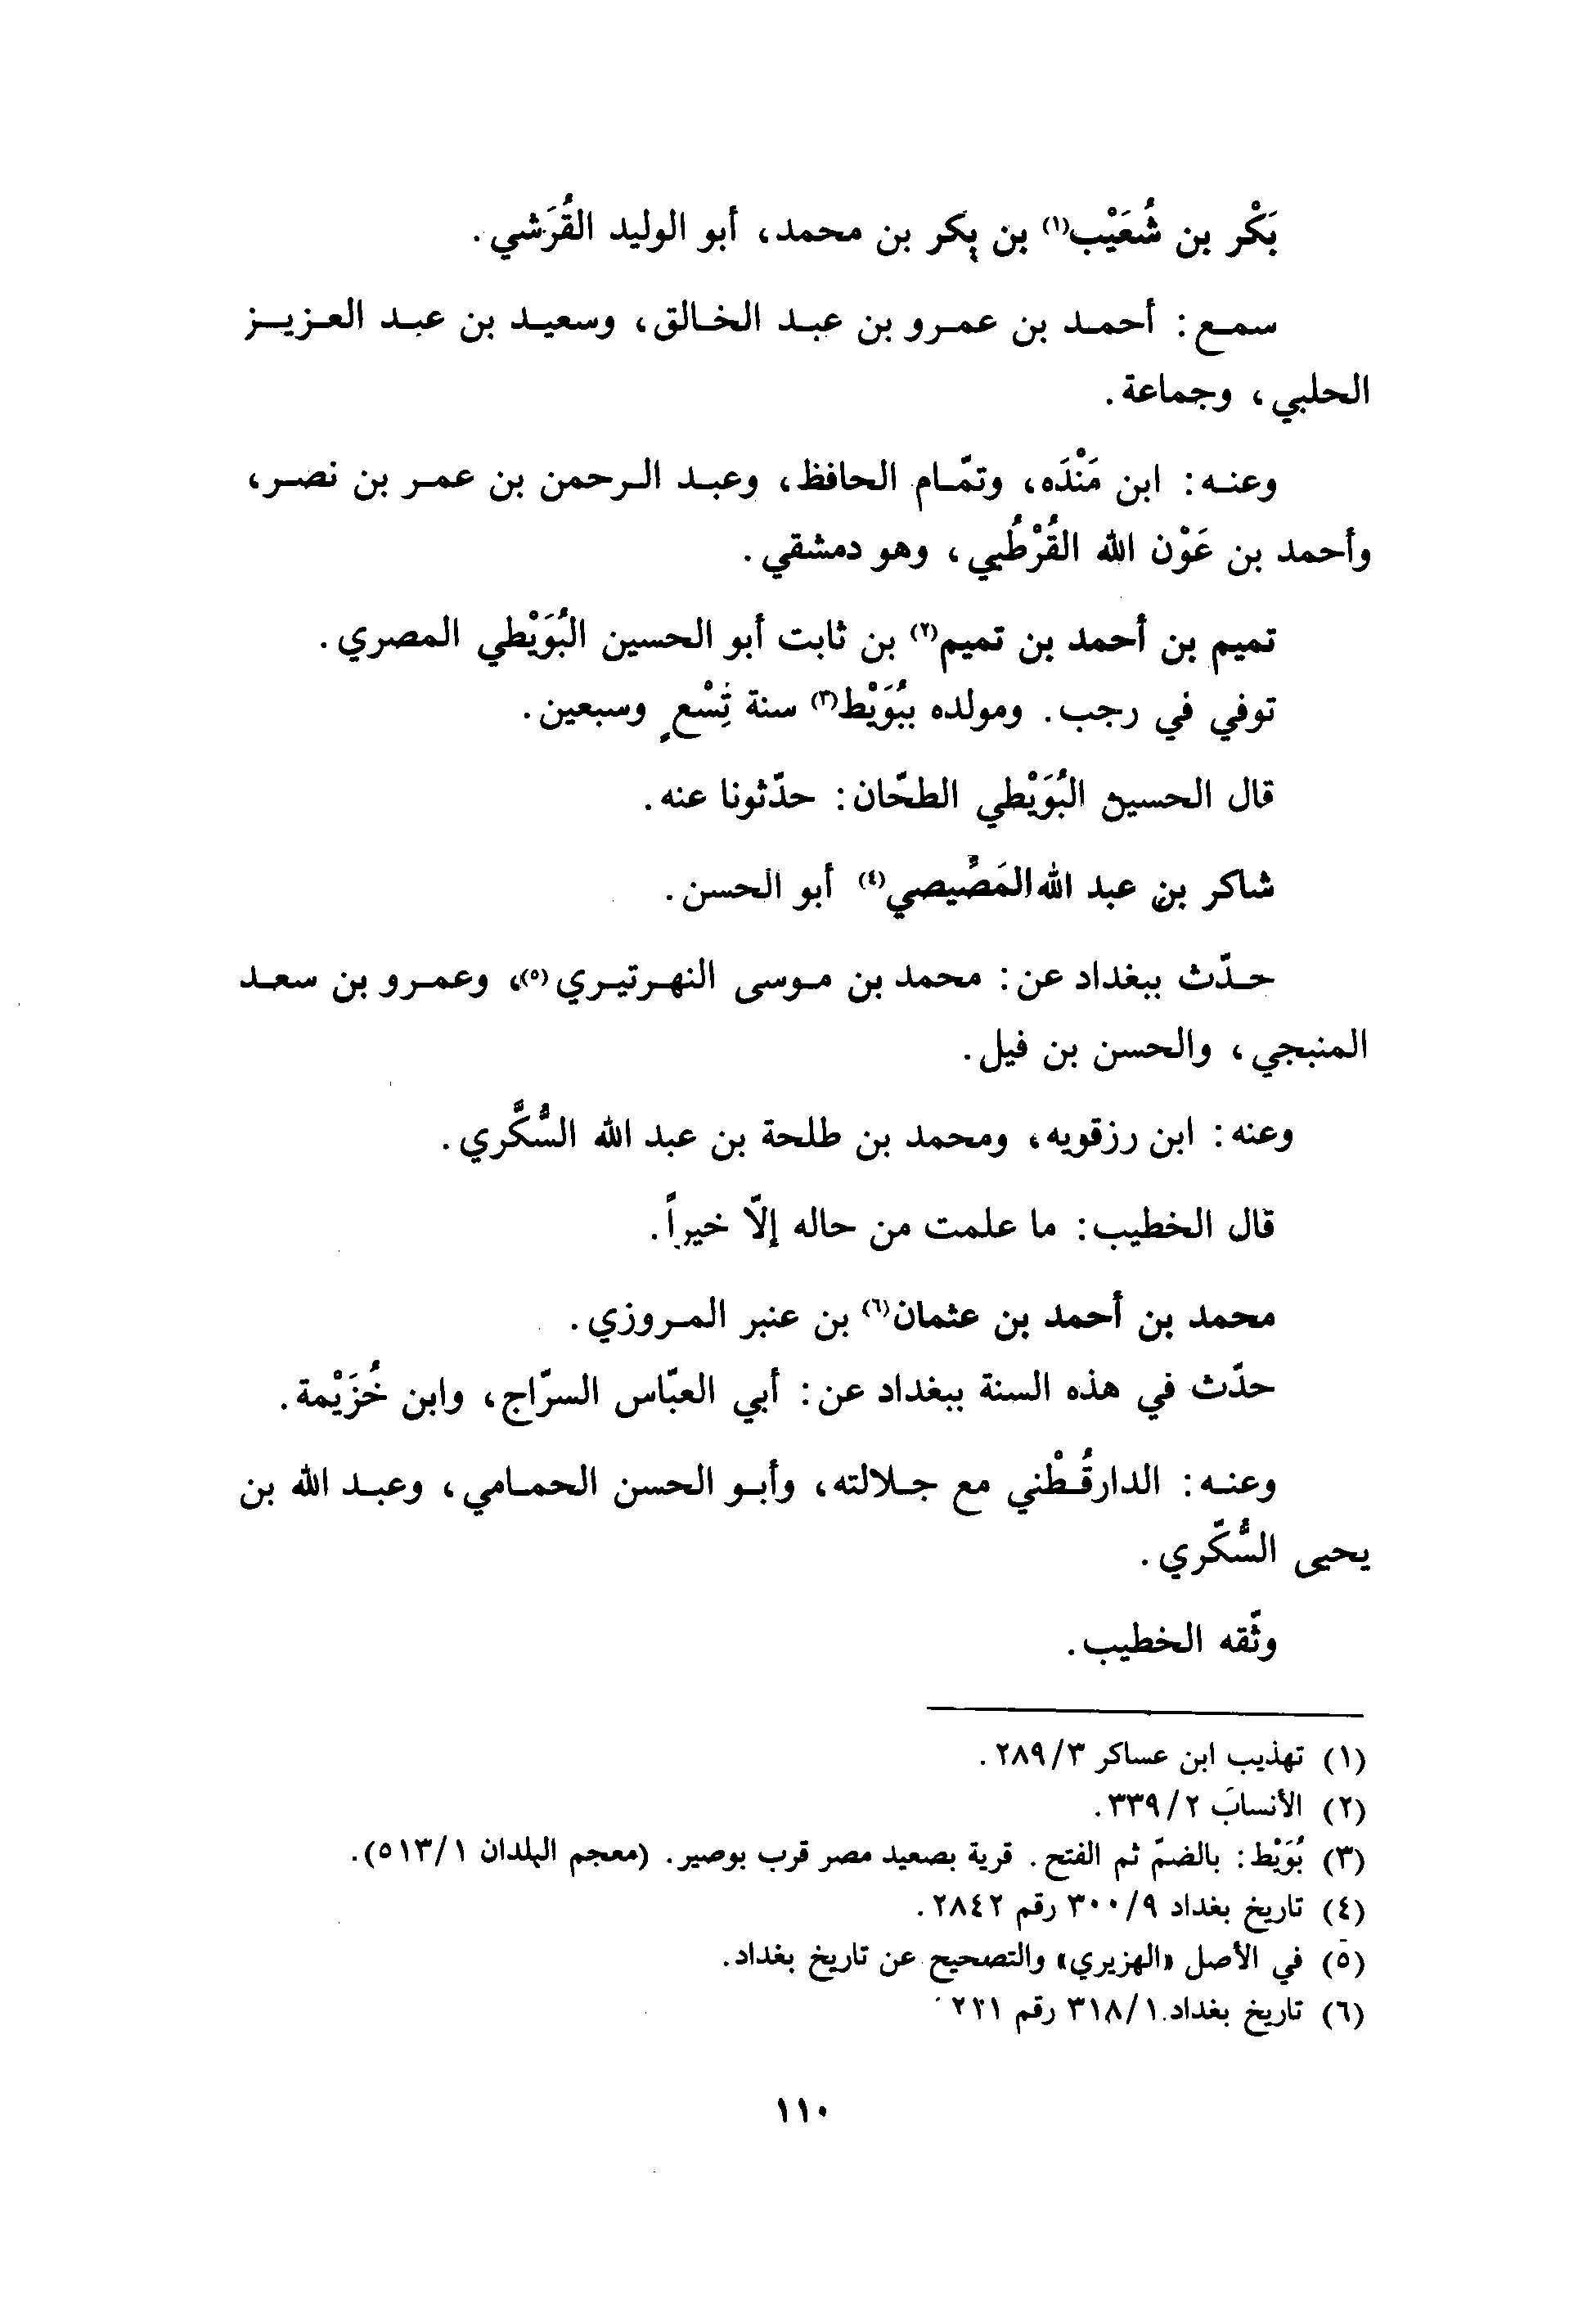 بَكْر بن شُعَيْب(١) بن بكر بن محمد، أبو الوليد القُرَشي.
سمع: أحمد بن عمرو بن عبد الخالق، وسعيد بن عبد العزيز
الحلبي، وجماعة.
وعنه: ابن مَنْدَه، وتمّام الحافظ، وعبد الرحمن بن عمر بن نصر،
وأحمد بن عَوْن الله القُرْطُبي، وهو دمشقي.
تميم بن أحمد بن تميم(٢) بن ثابت أبو الحسين البُوَيْطي المصري.
توفي في رجب. ومولده ببُوَيْط(٣) سنة تِسْعٍ وسبعين.
قال الحسين البُوَيْطي الطحّان: حدّثونا عنه.
شاكر بن عبد الله المَصِّيصي(٤) أبو الحسن.
حدّث ببغداد عن: محمد بن موسى النهرتيري(٥)، وعمرو بن سعد
المنبجي، والحسن بن فيل.
وعنه: ابن رزقويه، ومحمد بن طلحة بن عبد الله السُّكَّري.
قال الخطيب: ما علمت من حاله إلّا خيراً.
محمد بن أحمد بن عثمان(٦) بن عنبر المروزي.
حدّث في هذه السنة ببغداد عن: أبي العبّاس السرّاج، وابن خُزَيْمة.
وعنه: الدارقُطْني مع جلالته، وأبو الحسن الحمامي، وعبد الله بن
يحيى السُّكّري.
وثّقه الخطيب.
(١) تهذيب ابن عساكر ٢٨٩/٣.
(٢) الأنساب ٣٣٩/٢.
(٣) بُوَيْط: بالضمّ ثم الفتح. قرية بصعيد مصر قرب بوصير. (معجم البلدان ٥١٣/١).
(٤) تاريخ بغداد ٣٠٠/٩ رقم ٢٨٤٢.
(٥) في الأصل «الهزيري» والتصحيح عن تاريخ بغداد.
(٦) تاريخ بغداد ٣١٨/١ رقم ٢٢١
١١٠